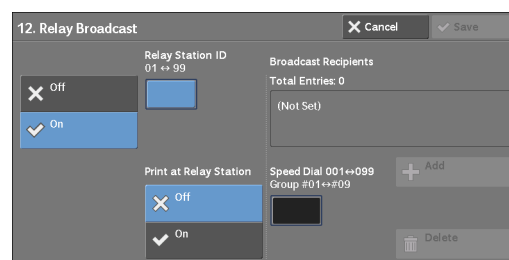 12. Relay Broadcast
Cancel
Save
Off
On
Relay Station ID
01 ↔ 99
Broadcast Recipients
Total Entries: 0
(Not Set)
Print at Relay Station
Off
On
Speed Dial 001↔099
Group #01↔#09
Add
Delete